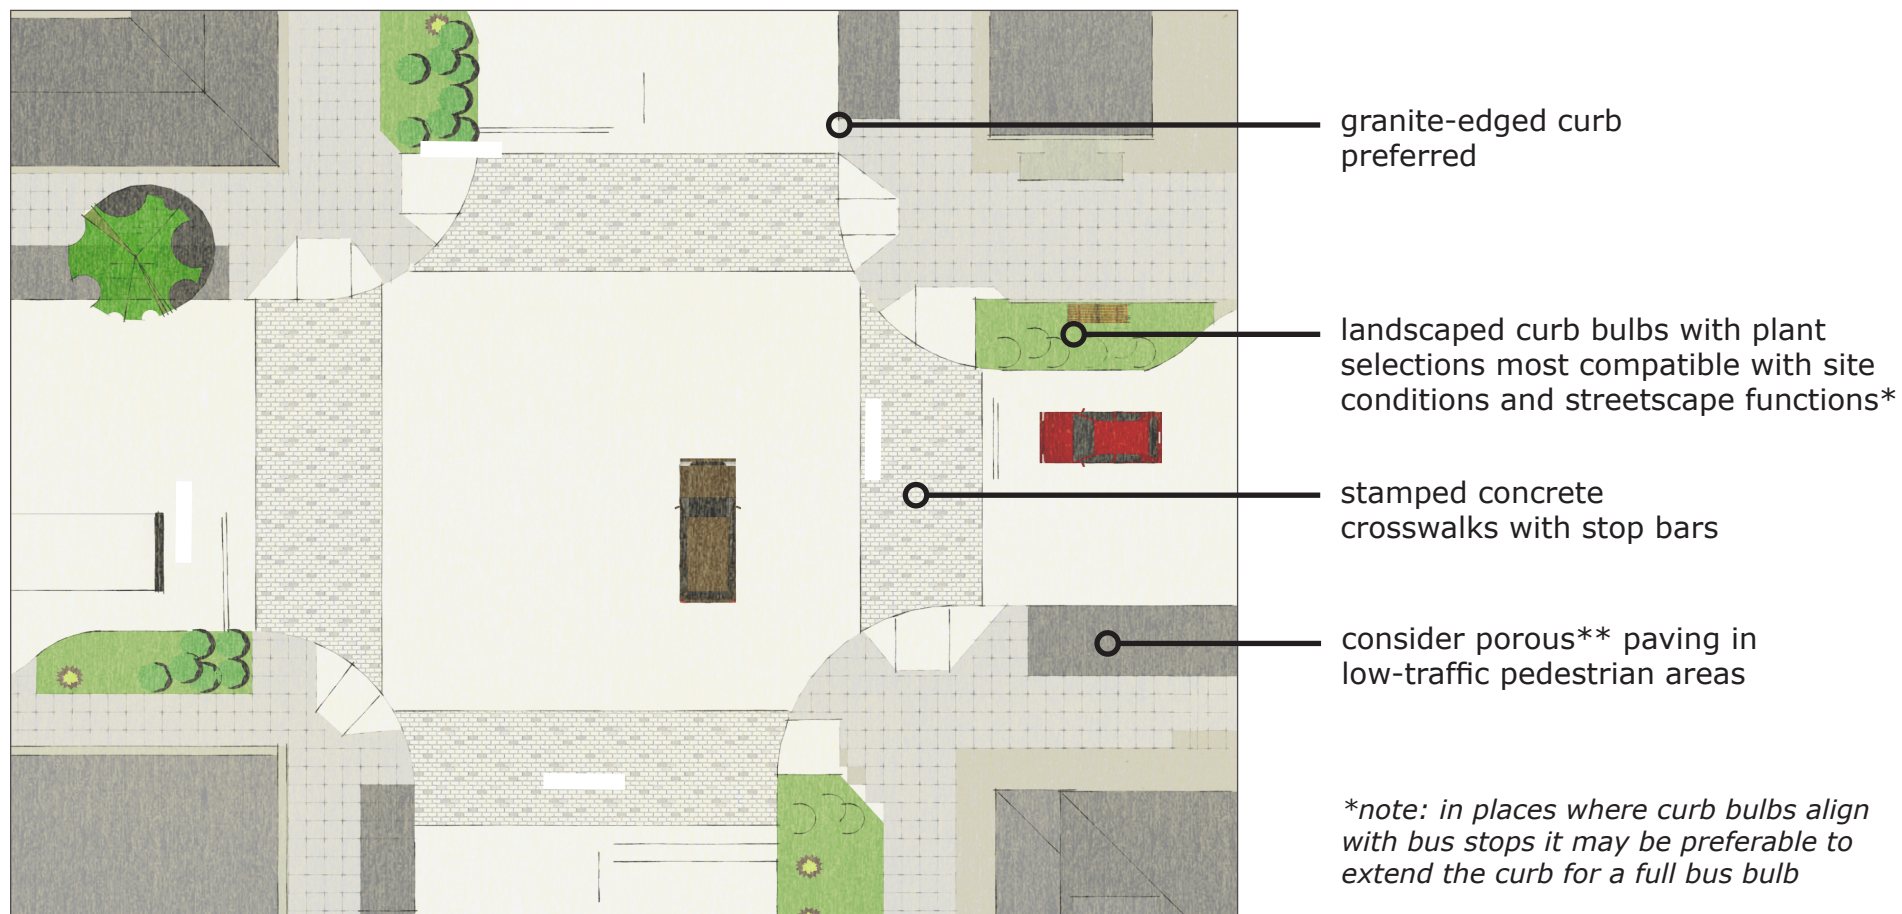 granite-edged curb
preferred
landscaped curb bulbs with plant
selections most compatible with site
conditions and streetscape functions*
stamped concrete
crosswalks with stop bars
consider porous** paving in
low-traffic pedestrian areas
*note: in places where curb bulbs align
with bus stops it may be preferable to
extend the curb for a full bus bulb